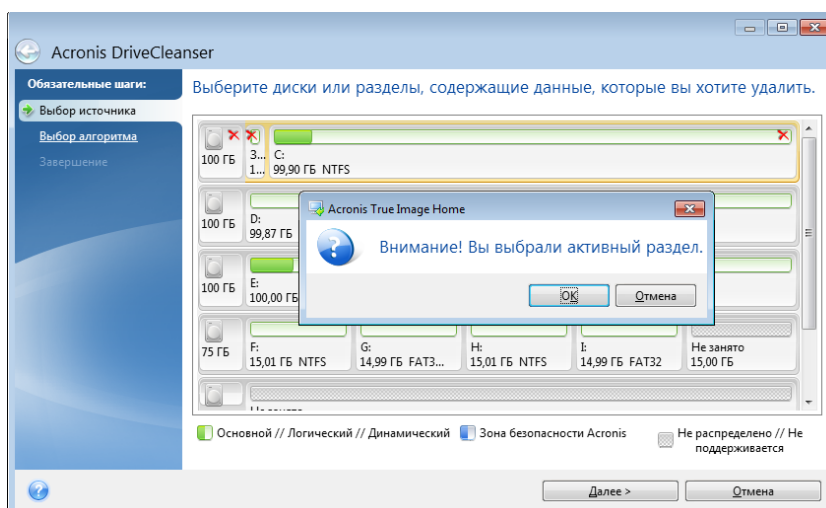 Acronis DriveCleanser
Обязательные шаги:
Выбор источника
Выбор алгоритма
Завершение
Выберите диски или разделы, содержащие данные, которые вы хотите удалить.
100 ГБ
З...
1...
C:
99,90 ГБ NTFS
100 ГБ
D:
99,87 ГБ
100 ГБ
E:
100,00 ГБ
Acronis True Image Home
Внимание! Вы выбрали активный раздел.
OK
Отмена
75 ГБ
F:
15,01 ГБ NTFS
G:
14,99 ГБ FAT3...
H:
15,01 ГБ NTFS
I:
14,99 ГБ FAT32
Не занято
15,00 ГБ
Основной // Логический // Динамический
Зона безопасности Acronis
Не распределено // Не
поддерживается
Далее >
Отмена